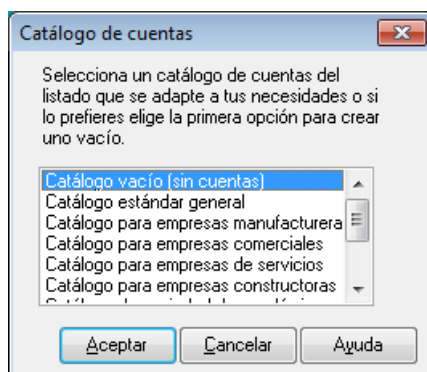 Catálogo de cuentas
Selecciona un catálogo de cuentas del
listado que se adapte a tus necesidades o si
lo prefieres elige la primera opción para crear
uno vacío.
Catálogo vacío (sin cuentas)
Catálogo estándar general
Catálogo para empresas manufacturera
Catálogo para empresas comerciales
Catálogo para empresas de servicios
Catálogo para empresas constructoras
Aceptar
Cancelar
Ayuda